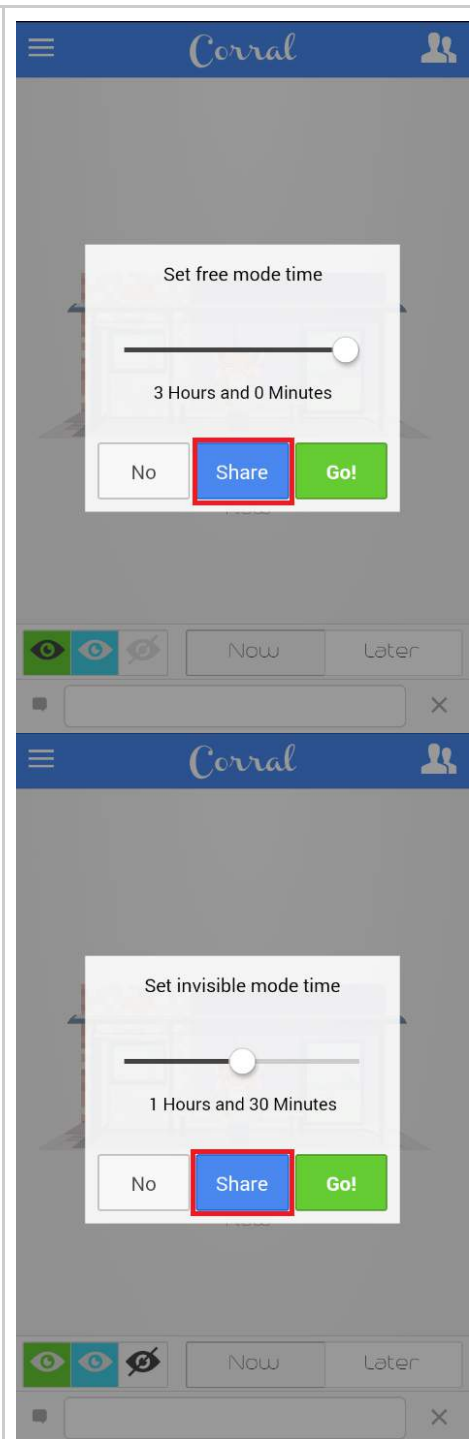 Corral
Set free mode time
3 Hours and 0 Minutes
No Share Go!
Now Later
Corral
Set invisible mode time
1 Hours and 30 Minutes
No Share Go!
Now Later